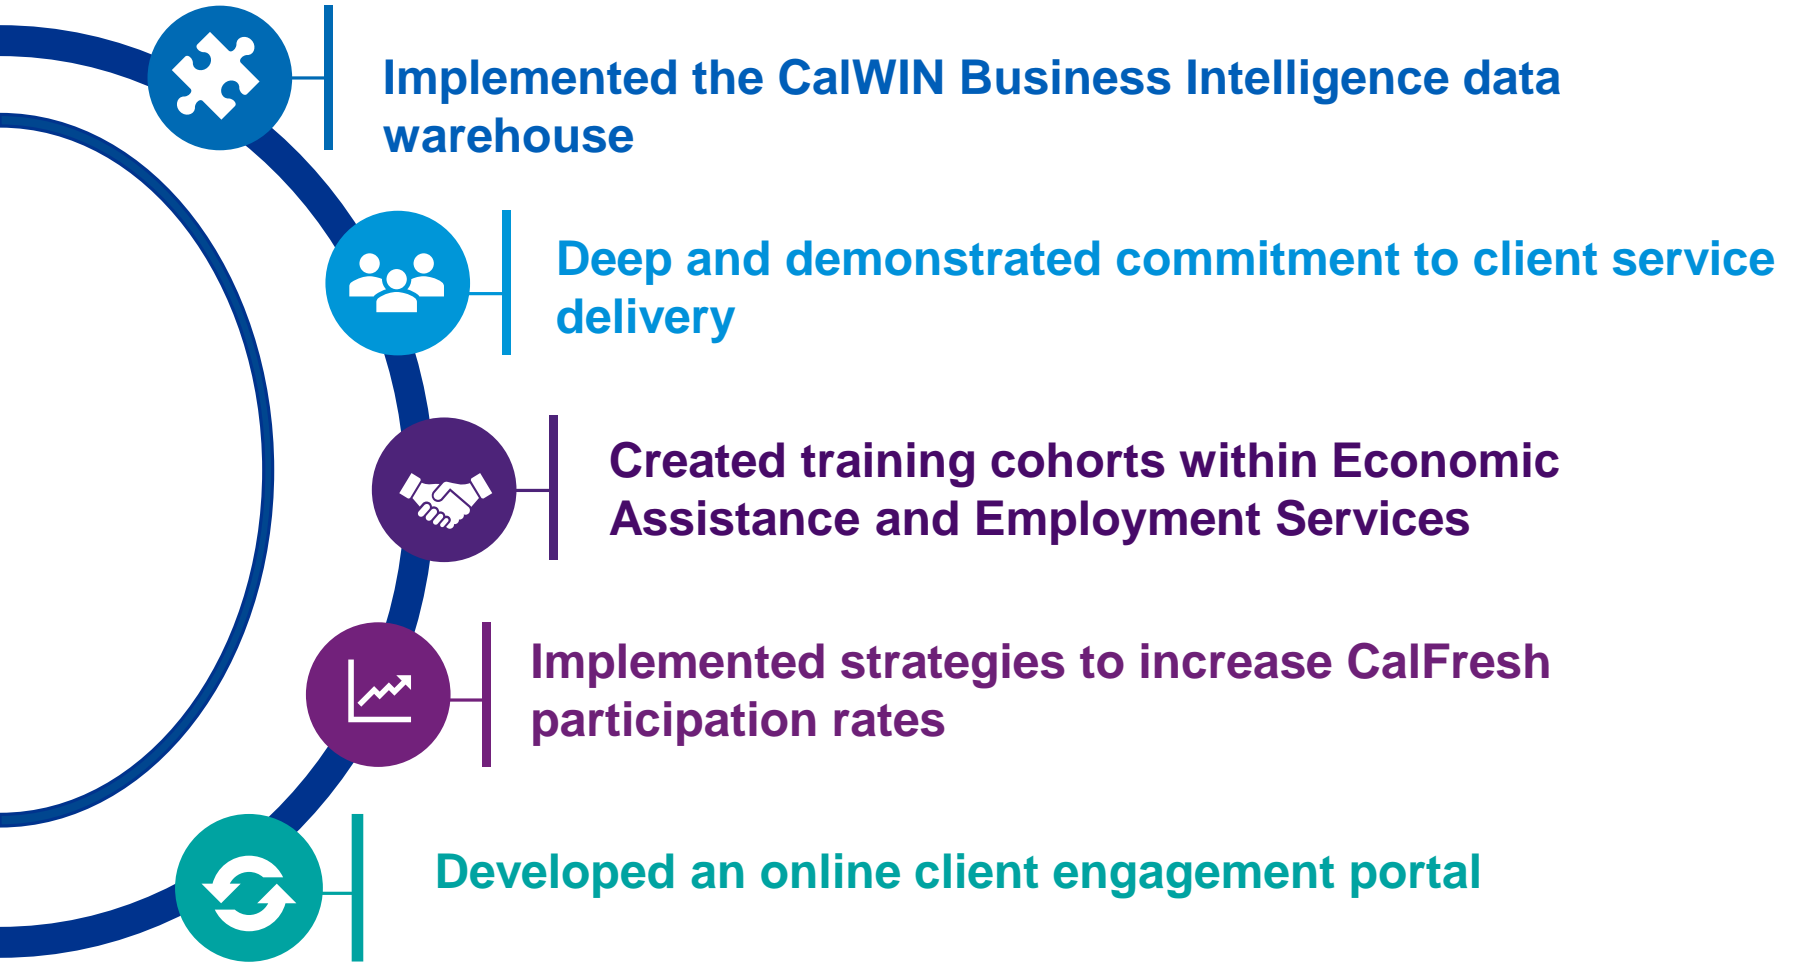 Implemented the CalWIN Business Intelligence data
warehouse
Deep and demonstrated commitment to client service
delivery
Created training cohorts within Economic
Assistance and Employment Services
Implemented strategies to increase CalFresh
participation rates
Developed an online client engagement portal